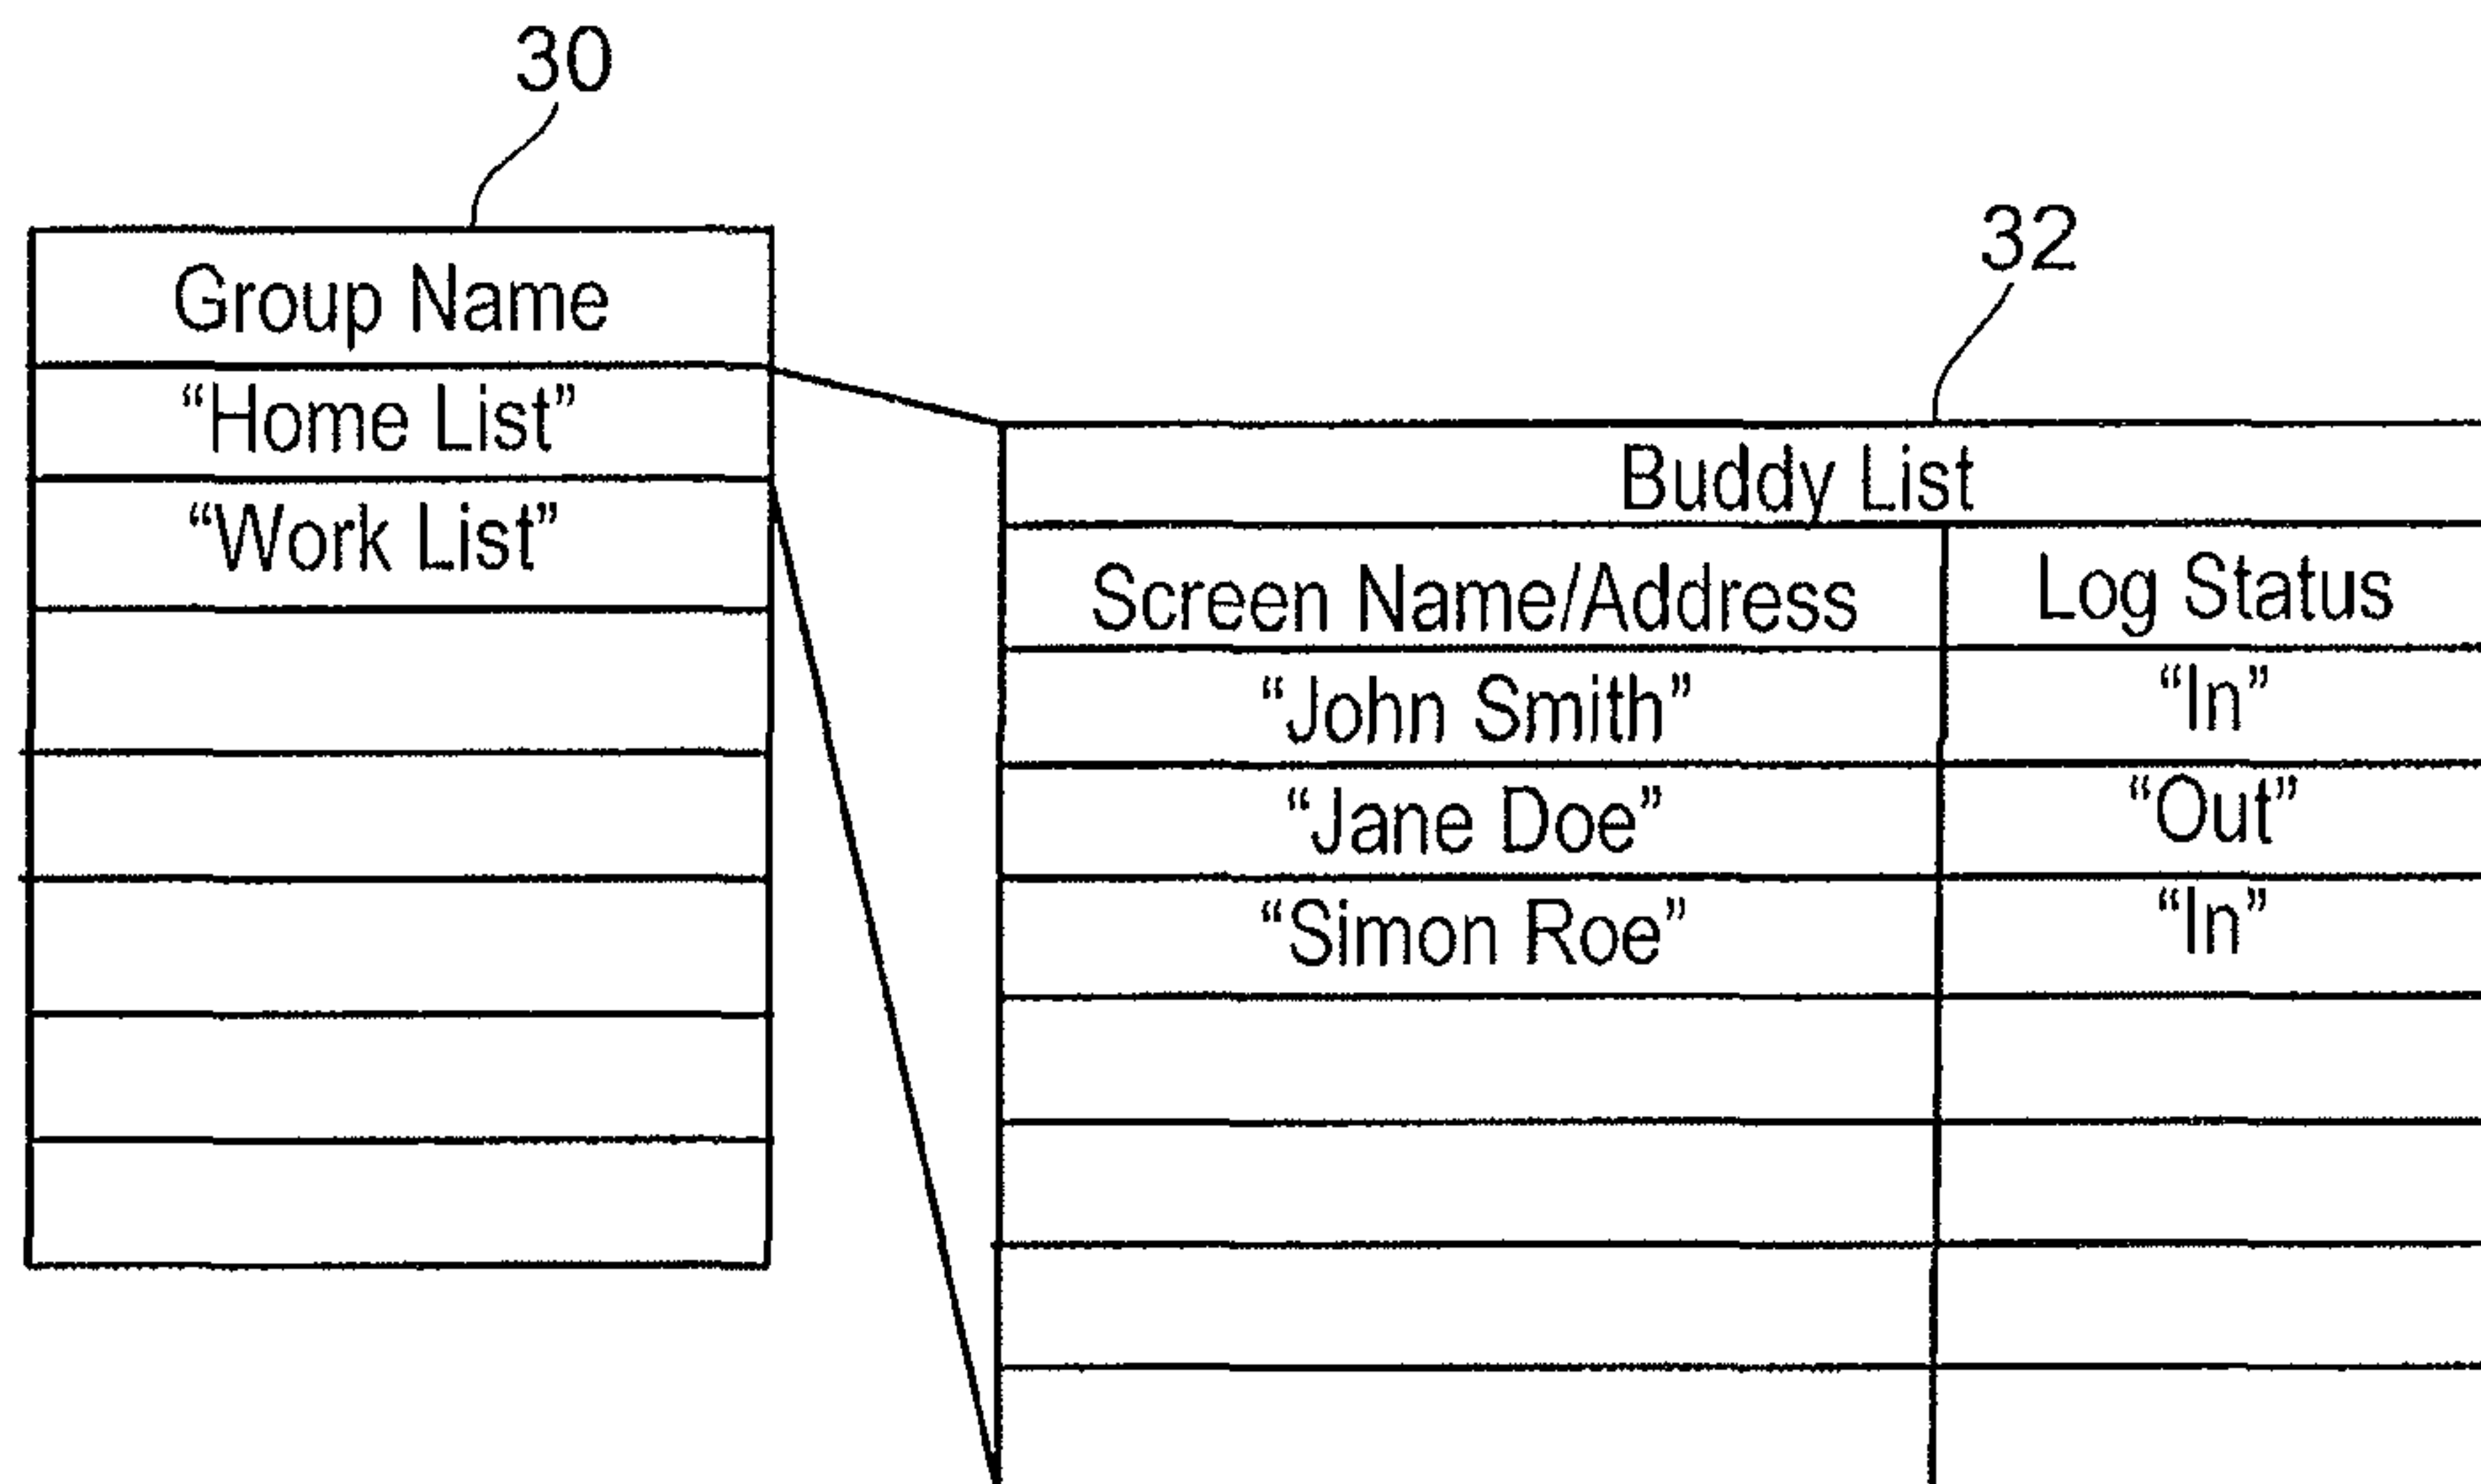 30
Group Name
“Home List”
“Work List”
32
Buddy List
Screen Name/Address Log Status
“John Smith” “In”
“Jane Doe” “Out”
“Simon Roe” “In”